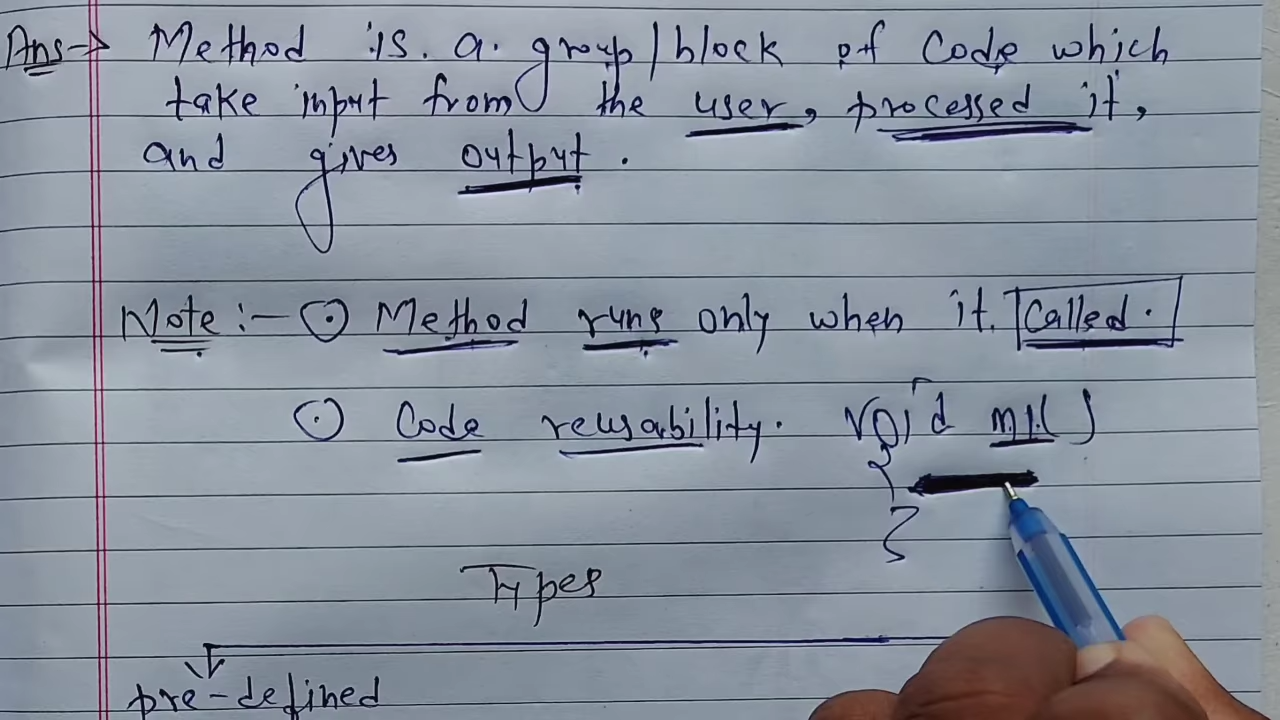 Ans→ Method is a group/block of Code which
take input from the user, processed it,
and gives output.
Note :- ⊙ Method runs only when it called.
⊙ Code reusability. Void m1()
{
}
Types
pre-defined